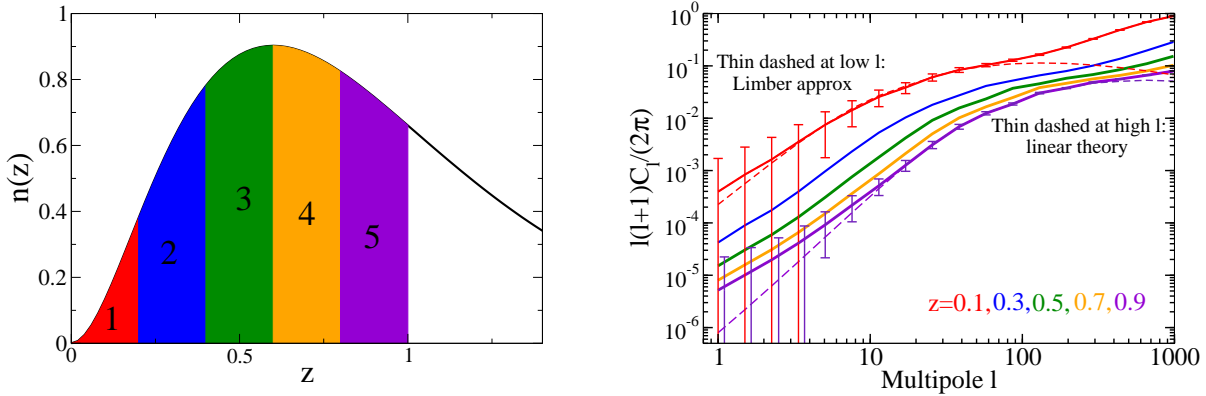 1
0.8
0.6
0.4
0.2
0
n(z)
1
2
3
4
5
0
0.5
1
z
10^0
10^-1
10^-2
10^-3
10^-4
10^-5
10^-6
l(l+1)C_l/(2π)
Thin dashed at low l:
Limber approx
Thin dashed at high l:
linear theory
z=0.1,0.3,0.5,0.7,0.9
1
10
100
1000
Multipole l